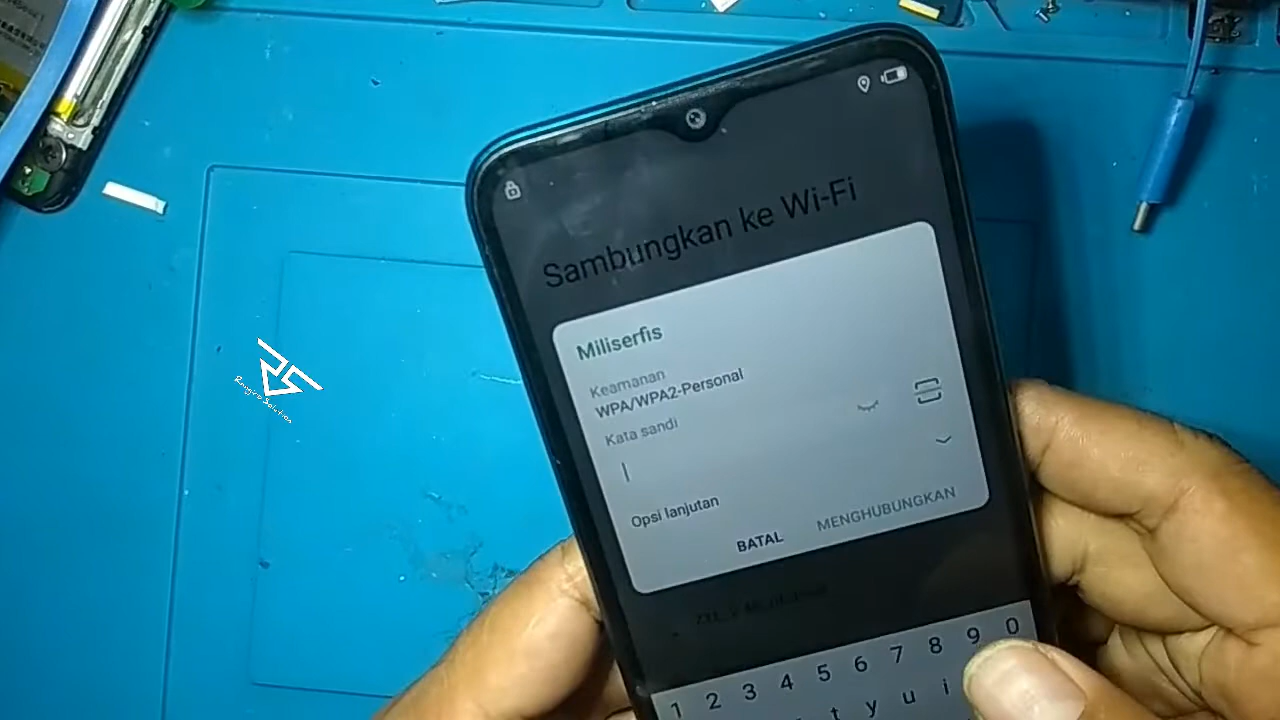 Sambungkan ke Wi-Fi
Miliserfis
Keamanan
WPA/WPA2-Personal
Kata sandi
Opsi lanjutan
BATAL MENGHUBUNGKAN
1 2 3 4 5 6 7 8 9 0
t y u i